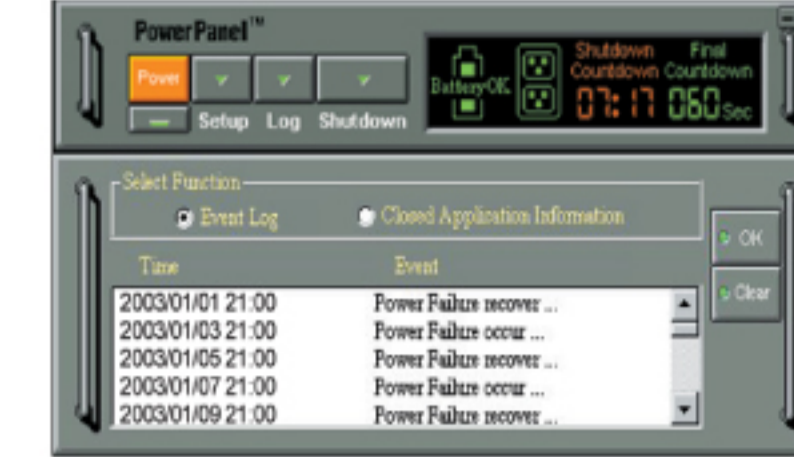 PowerPanel™
Power
Setup Log Shutdown
BatteryOK
Shutdown Countdown
07:17
Final Countdown
060 Sec
Select Function
Event Log
Closed Application Information
OK
Clear
Time Event
2003/01/01 21:00 Power Failure recover ...
2003/01/03 21:00 Power Failure occur ...
2003/01/05 21:00 Power Failure recover ...
2003/01/07 21:00 Power Failure occur ...
2003/01/09 21:00 Power Failure recover ...